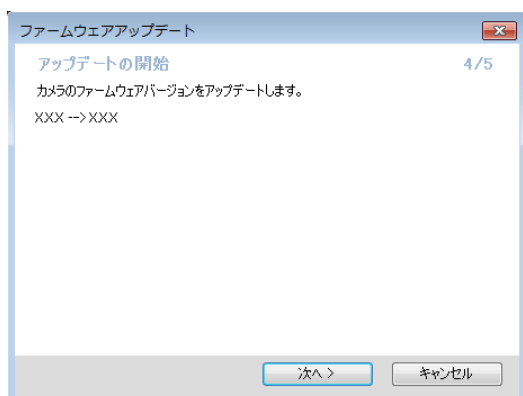 ファームウェアアップデート
アップデートの開始 4/5
カメラのファームウェアバージョンをアップデートします。
XXX -->XXX
次へ >
キャンセル